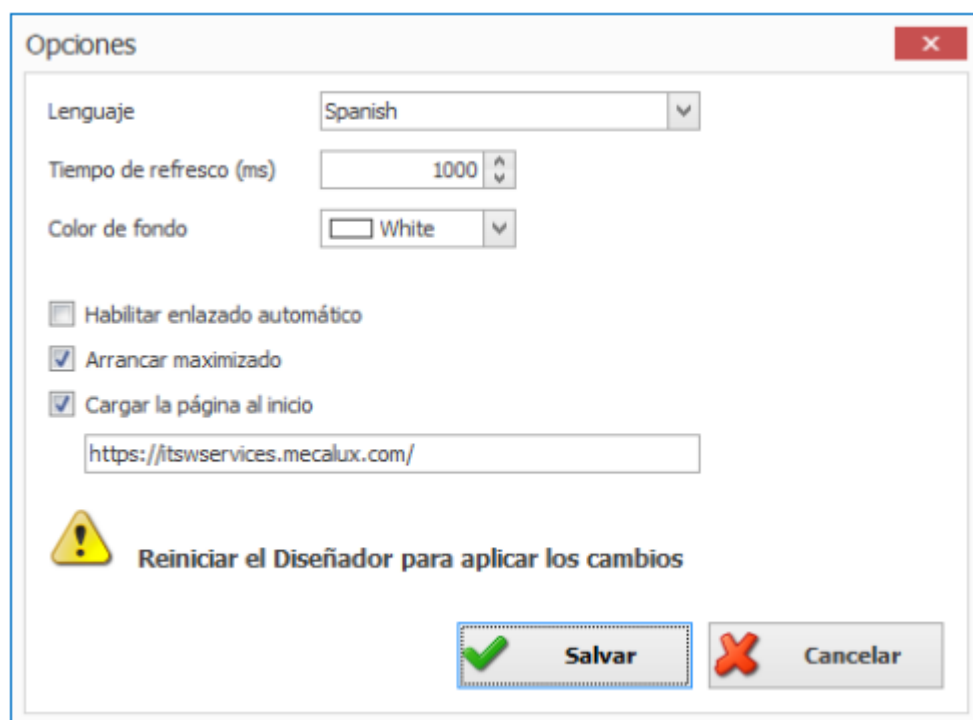 Opciones
Lenguaje Spanish
Tiempo de refresco (ms) 1000
Color de fondo White
Habilitar enlazado automático
Arrancar maximizado
Cargar la página al inicio
https://itswservices.mecalux.com/
Reiniciar el Diseñador para aplicar los cambios
Salvar Cancelar